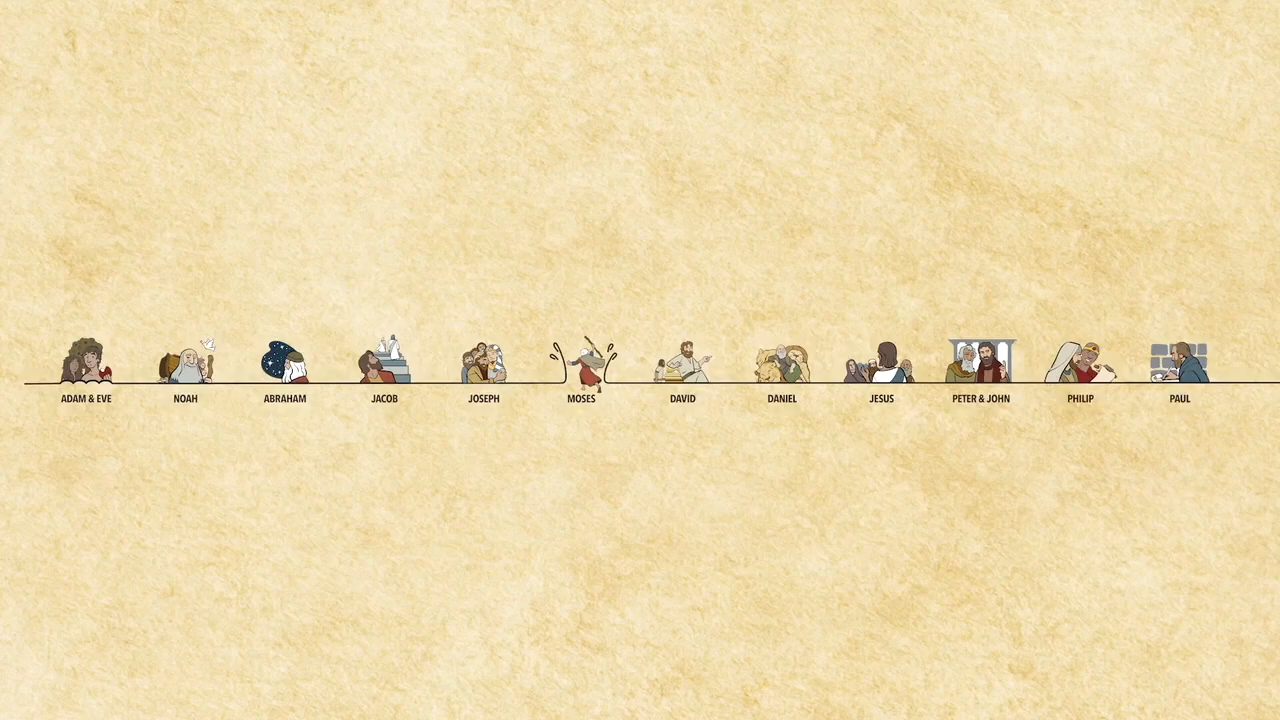 ADAM & EVE
NOAH
ABRAHAM
JACOB
JOSEPH
MOSES
DAVID
DANIEL
JESUS
PETER & JOHN
PHILIP
PAUL